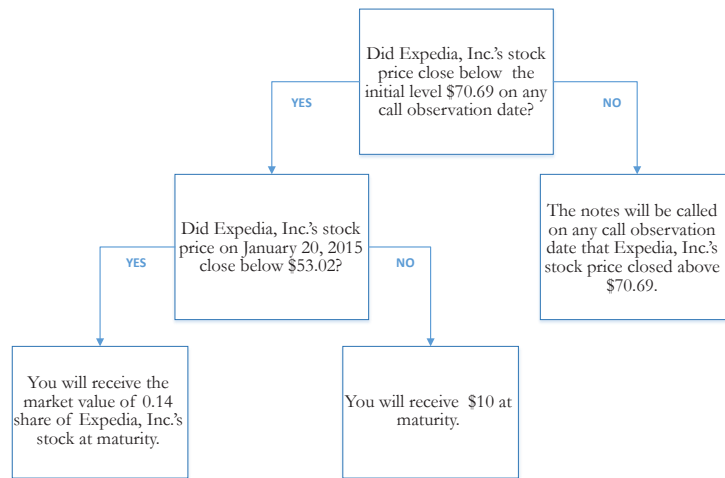 Did Expedia, Inc.'s stock
price close below the
initial level $70.69 on any
call observation date?
YES
NO
Did Expedia, Inc.'s stock
price on January 20, 2015
close below $53.02?
The notes will be called
on any call observation
date that Expedia, Inc.'s
stock price closed above
$70.69.
YES
NO
You will receive the
market value of 0.14
share of Expedia, Inc.'s
stock at maturity.
You will receive $10 at
maturity.